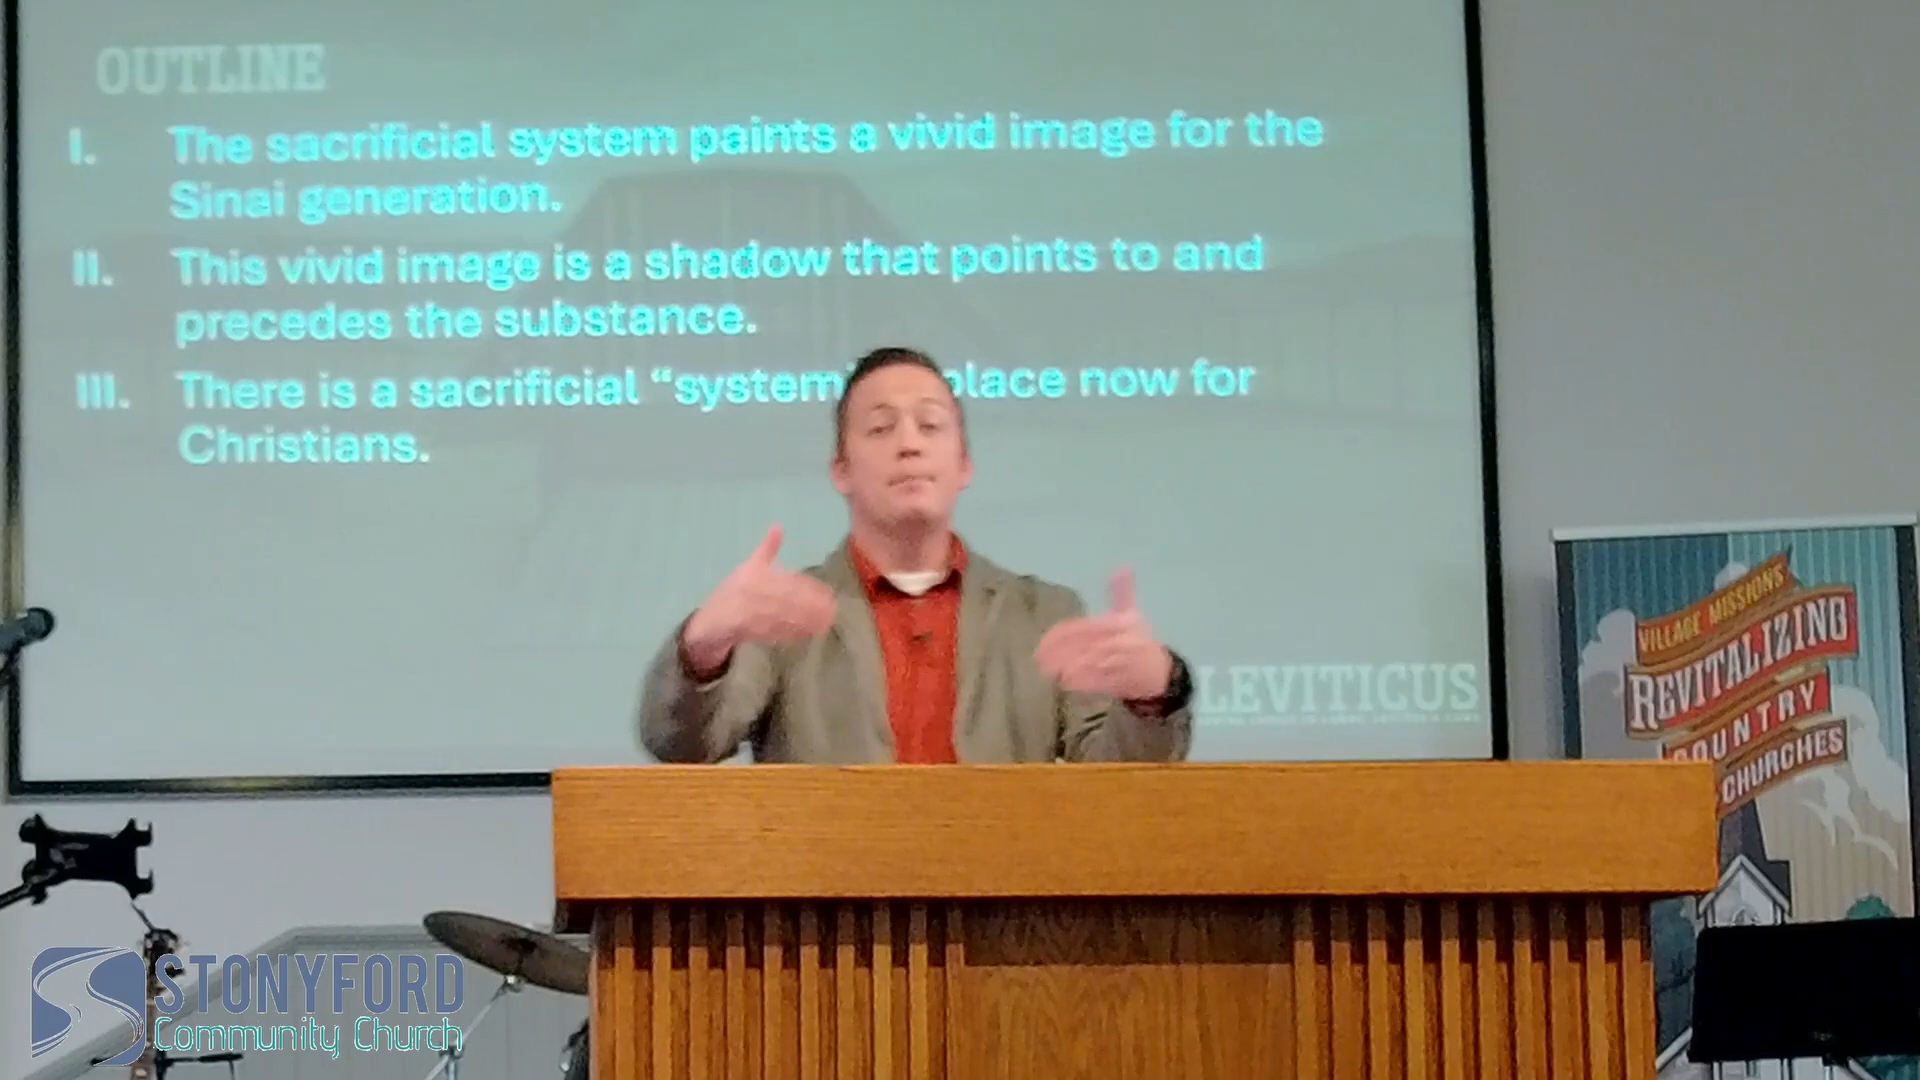 OUTLINE
I. The sacrificial system paints a vivid image for the
Sinai generation.
II. This vivid image is a shadow that points to and
precedes the substance.
III. There is a sacrificial “system place now for
Christians.
LEVITICUS
VILLAGE MISSIONS
REVITALIZING
COUNTRY
CHURCHES
STONYFORD
Community Church